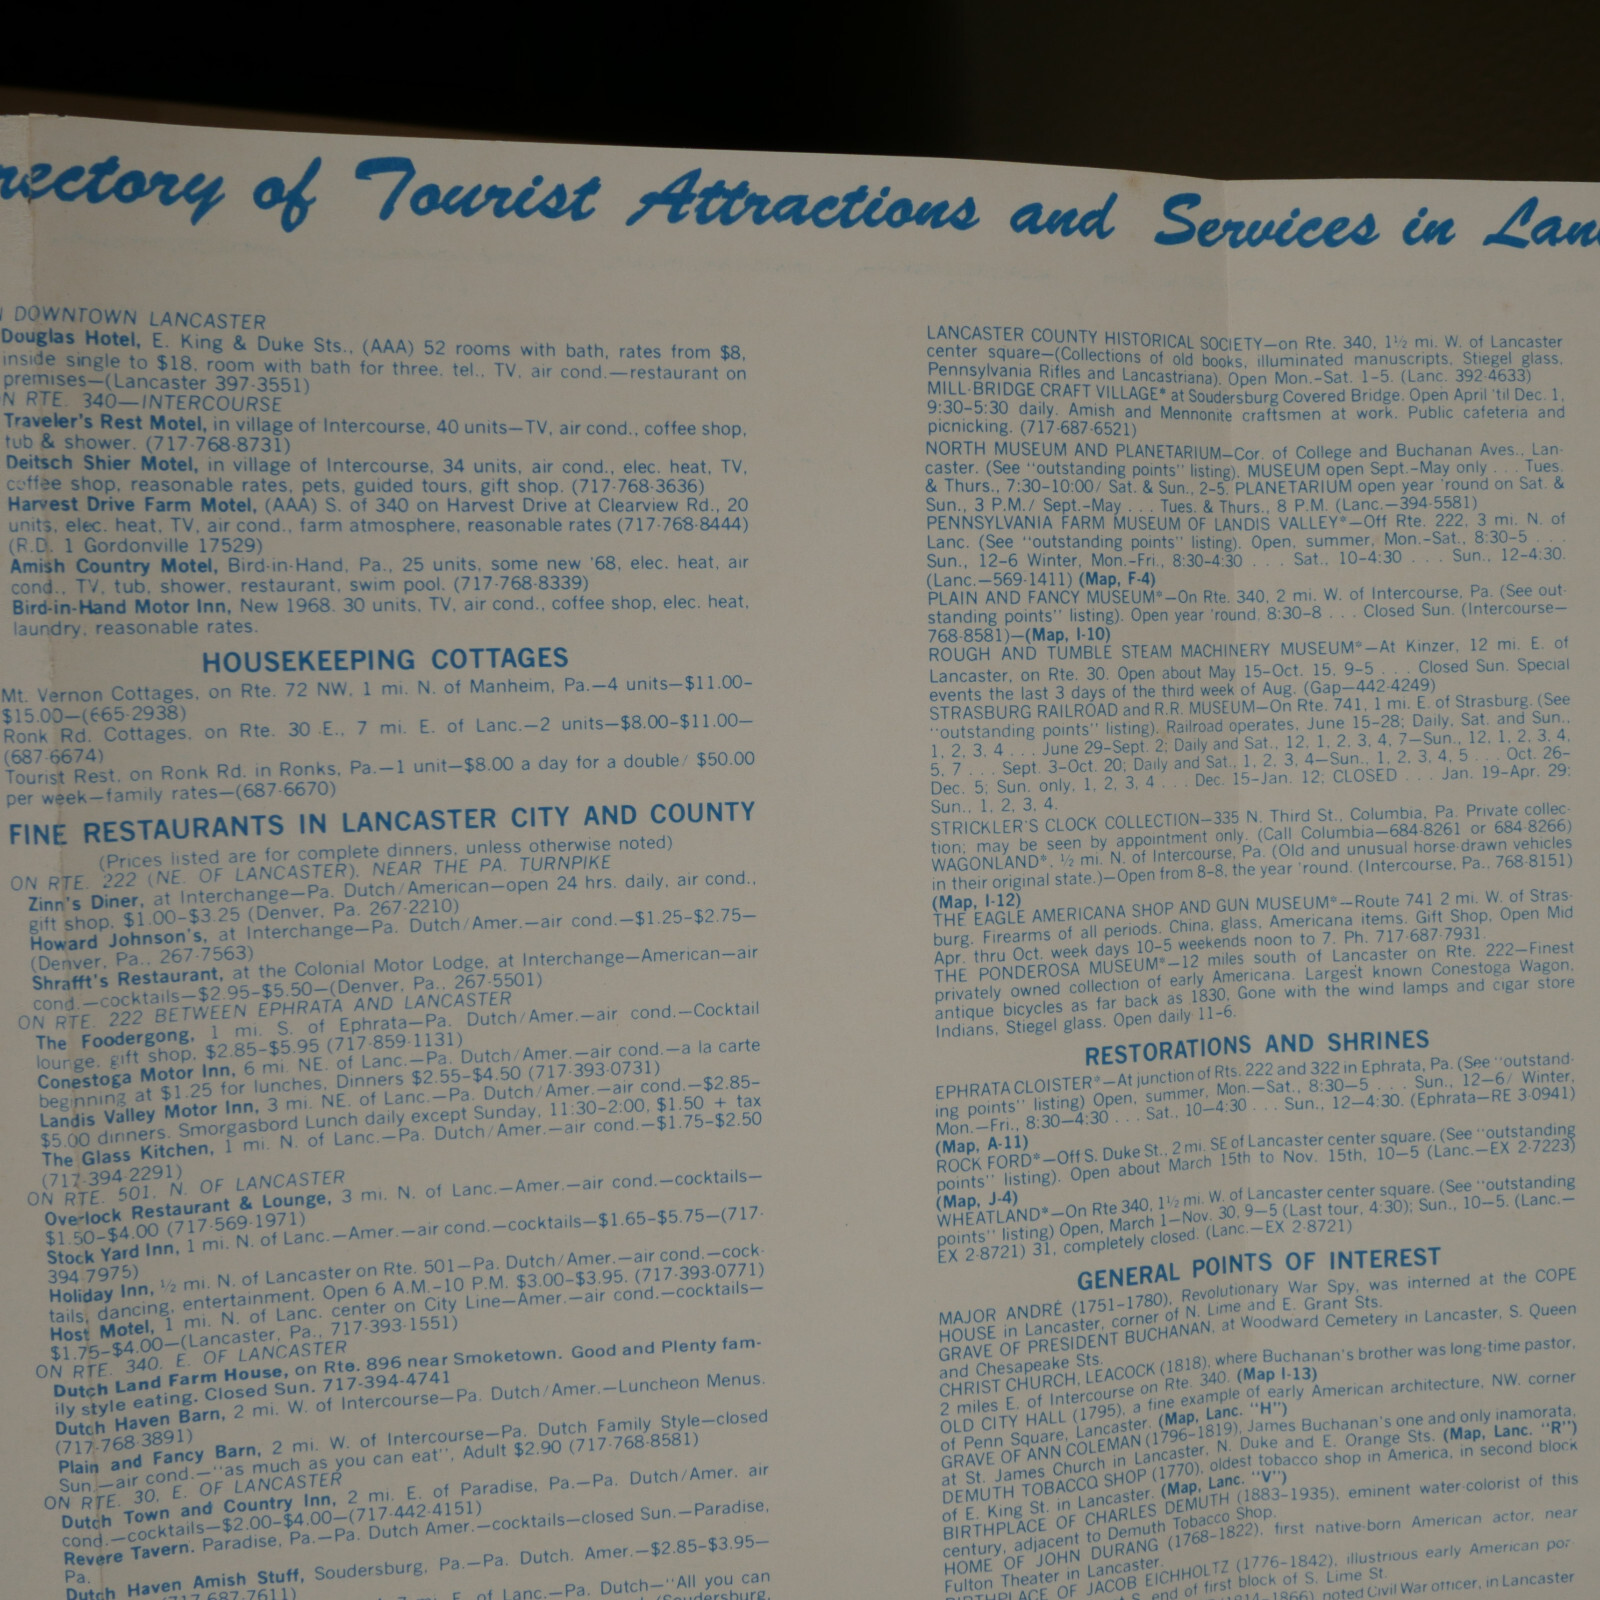 rectory of Tourist Attractions and Services in Lan
DOWNTOWN LANCASTER
Douglas Hotel, E. King & Duke Sts., (AAA) 52 rooms with bath, rates from $8,
inside single to $18, room with bath for three, tel., TV, air cond.—restaurant on
premises—(Lancaster 397-3551)
N RTE. 340—INTERCOURSE
Traveler's Rest Motel, in village of Intercourse, 40 units—TV, air cond., coffee shop,
tub & shower. (717-768-8731)
Deitsch Shier Motel, in village of Intercourse, 34 units, air cond., elec. heat, TV,
coffee shop, reasonable rates, pets, guided tours, gift shop. (717-768-3636)
Harvest Drive Farm Motel, (AAA) S. of 340 on Harvest Drive at Clearview Rd., 20
units, elec. heat, TV, air cond., farm atmosphere, reasonable rates (717-768-8444)
(R.D. 1 Gordonville 17529)
Amish Country Motel, Bird-in-Hand, Pa., 25 units, some new '68, elec. heat, air
cond., TV, tub, shower, restaurant, swim pool. (717-768-8339)
Bird-in-Hand Motor Inn, New 1968. 30 units, TV, air cond., coffee shop, elec. heat,
laundry, reasonable rates.
HOUSEKEEPING COTTAGES
Mt. Vernon Cottages, on Rte. 72 NW, 1 mi. N. of Manheim, Pa.—4 units—$11.00–
$15.00—(665-2938)
Ronk Rd. Cottages, on Rte. 30 E., 7 mi. E. of Lanc.—2 units—$8.00–$11.00—
(687-6674)
Tourist Rest, on Ronk Rd. in Ronks, Pa.—1 unit—$8.00 a day for a double/ $50.00
per week—family rates—(687-6670)
FINE RESTAURANTS IN LANCASTER CITY AND COUNTY
(Prices listed are for complete dinners, unless otherwise noted)
ON RTE. 222 (NE. OF LANCASTER), NEAR THE PA. TURNPIKE
Zinn's Diner, at Interchange—Pa. Dutch/American—open 24 hrs. daily, air cond.,
gift shop, $1.00–$3.25 (Denver, Pa. 267-2210)
Howard Johnson's, at Interchange—Pa. Dutch/Amer.—air cond.—$1.25–$2.75—
(Denver, Pa., 267-7563)
Shrafft's Restaurant, at the Colonial Motor Lodge, at Interchange—American—air
cond.—cocktails—$2.95–$5.50—(Denver, Pa., 267-5501)
ON RTE. 222 BETWEEN EPHRATA AND LANCASTER
The Foodergong, 1 mi. S. of Ephrata—Pa. Dutch/Amer.—air cond.—Cocktail
lounge, gift shop, $2.85–$5.95 (717-859-1131)
Conestoga Motor Inn, 6 mi. NE. of Lanc.—Pa. Dutch/Amer.—air cond.—a la carte
beginning at $1.25 for lunches, Dinners $2.55–$4.50 (717-393-0731)
Landis Valley Motor Inn, 3 mi. NE. of Lanc.—Pa. Dutch/Amer.—air cond.—$2.85–
$5.00 dinners. Smorgasbord Lunch daily except Sunday, 11:30–2:00, $1.50 + tax
The Glass Kitchen, 1 mi. N. of Lanc.—Pa. Dutch/Amer.—air cond.—$1.75–$2.50
(717-394-2291)
ON RTE. 501, N. OF LANCASTER
Overlock Restaurant & Lounge, 3 mi. N. of Lanc.—Amer.—air cond.—cocktails—
$1.50–$4.00 (717-569-1971)
Stock Yard Inn, 1 mi. N. of Lanc.—Amer.—air cond.—cocktails—$1.65–$5.75—(717-
394-7975)
Holiday Inn, ½ mi. N. of Lancaster on Rte. 501—Pa. Dutch/Amer.—air cond.—cock-
tails, dancing, entertainment. Open 6 A.M.–10 P.M. $3.00–$3.95. (717-393-0771)
Host Motel, 1 mi. N. of Lanc. center on City Line—Amer.—air cond.—cocktails—
$1.75–$4.00—(Lancaster, Pa., 717-393-1551)
ON RTE. 340, E. OF LANCASTER
Dutch Land Farm House, on Rte. 896 near Smoketown. Good and Plenty fam-
ily style eating, Closed Sun. 717-394-4741
Dutch Haven Barn, 2 mi. W. of Intercourse—Pa. Dutch/Amer.—Luncheon Menus.
(717-768-3891)
Plain and Fancy Barn, 2 mi. W. of Intercourse—Pa. Dutch Family Style—closed
Sun.—air cond.—"as much as you can eat", Adult $2.90 (717-768-8581)
ON RTE. 30, E. OF LANCASTER
Dutch Town and Country Inn, 2 mi. E. of Paradise, Pa.—Pa. Dutch/Amer. air
cond.—cocktails—$2.00–$4.00—(717-442-4151)
Revere Tavern. Paradise, Pa.—Pa. Dutch Amer.—cocktails—closed Sun.—Paradise,
Pa.
Dutch Haven Amish Stuff, Soudersburg, Pa.—Pa. Dutch. Amer.—$2.85–$3.95—
(717-687-7611)
E. of Lanc.—Pa. Dutch—"All you can
(Soudersburg,
LANCASTER COUNTY HISTORICAL SOCIETY—on Rte. 340, 1½ mi. W. of Lancaster
center square—(Collections of old books, illuminated manuscripts, Stiegel glass,
Pennsylvania Rifles and Lancastriana). Open Mon.-Sat. 1-5. (Lanc. 392-4633)
MILL-BRIDGE CRAFT VILLAGE* at Soudersburg Covered Bridge. Open April 'til Dec. 1,
9:30–5:30 daily. Amish and Mennonite craftsmen at work. Public cafeteria and
picnicking. (717-687-6521)
NORTH MUSEUM AND PLANETARIUM—Cor. of College and Buchanan Aves., Lan-
caster. (See "outstanding points" listing). MUSEUM open Sept.–May only . . . Tues.
& Thurs., 7:30–10:00/ Sat. & Sun., 2–5. PLANETARIUM open year 'round on Sat. &
Sun., 3 P.M./ Sept.–May . . . Tues. & Thurs., 8 P.M. (Lanc.—394-5581)
PENNSYLVANIA FARM MUSEUM OF LANDIS VALLEY*—Off Rte. 222, 3 mi. N. of
Lanc. (See "outstanding points" listing). Open, summer, Mon.–Sat., 8:30–5 . . .
Sun., 12–6 Winter, Mon.–Fri., 8:30–4:30 . . . Sat., 10–4:30 . . . Sun., 12–4:30.
(Lanc.—569-1411) (Map, F-4)
PLAIN AND FANCY MUSEUM*—On Rte. 340, 2 mi. W. of Intercourse, Pa. (See out-
standing points" listing). Open year 'round, 8:30–8 . . . Closed Sun. (Intercourse—
768-8581)—(Map, I-10)
ROUGH AND TUMBLE STEAM MACHINERY MUSEUM*—At Kinzer, 12 mi. E. of
Lancaster, on Rte. 30. Open about May 15–Oct. 15, 9–5 . . . Closed Sun. Special
events the last 3 days of the third week of Aug. (Gap—442-4249)
STRASBURG RAILROAD and R.R. MUSEUM—On Rte. 741, 1 mi. E. of Strasburg. (See
"outstanding points" listing). Railroad operates, June 15–28; Daily, Sat. and Sun.,
1, 2, 3, 4 . . . June 29–Sept. 2; Daily and Sat., 12, 1, 2, 3, 4, 7—Sun., 12, 1, 2, 3, 4,
5, 7 . . . Sept. 3–Oct. 20; Daily and Sat., 1, 2, 3, 4—Sun., 1, 2, 3, 4, 5 . . . Oct. 26–
Dec. 5; Sun. only, 1, 2, 3, 4 . . . Dec. 15–Jan. 12; CLOSED . . . Jan. 19–Apr. 29;
Sun., 1, 2, 3, 4.
STRICKLER'S CLOCK COLLECTION—335 N. Third St., Columbia, Pa. Private collec-
tion; may be seen by appointment only. (Call Columbia—684-8261 or 684-8266)
WAGONLAND*, ½ mi. N. of Intercourse, Pa. (Old and unusual horse-drawn vehicles
in their original state.)—Open from 8–8, the year 'round. (Intercourse, Pa., 768-8151)
(Map, I-12)
THE EAGLE AMERICANA SHOP AND GUN MUSEUM*—Route 741 2 mi. W. of Stras-
burg. Firearms of all periods. China, glass, Americana items. Gift Shop, Open Mid
Apr. thru Oct. week days 10–5 weekends noon to 7. Ph. 717-687-7931.
THE PONDEROSA MUSEUM*—12 miles south of Lancaster on Rte. 222—Finest
privately owned collection of early Americana. Largest known Conestoga Wagon,
antique bicycles as far back as 1830, Gone with the wind lamps and cigar store
Indians, Stiegel glass. Open daily 11–6.
RESTORATIONS AND SHRINES
EPHRATA CLOISTER*—At junction of Rts. 222 and 322 in Ephrata, Pa. (See "outstand-
ing points" listing) Open, summer, Mon.—Sat., 8:30–5 . . . Sun., 12–6/ Winter,
Mon.—Fri., 8:30–4:30 . . . Sat., 10–4:30 . . . Sun., 12–4:30. (Ephrata—RE 3-0941)
(Map, A-11)
ROCK FORD*—Off S. Duke St., 2 mi. SE of Lancaster center square. (See "outstanding
points" listing). Open about March 15th to Nov. 15th, 10–5 (Lanc.—EX 2-7223)
(Map, J-4)
WHEATLAND*—On Rte 340, 1½ mi. W. of Lancaster center square. (See "outstanding
points" listing) Open, March 1—Nov. 30, 9–5 (Last tour, 4:30); Sun., 10–5. (Lanc.—
EX 2-8721) 31, completely closed. (Lanc.—EX 2-8721)
GENERAL POINTS OF INTEREST
MAJOR ANDRÉ (1751–1780), Revolutionary War Spy, was interned at the COPE
HOUSE in Lancaster, corner of N. Lime and E. Grant Sts.
GRAVE OF PRESIDENT BUCHANAN, at Woodward Cemetery in Lancaster, S. Queen
and Chesapeake Sts.
CHRIST CHURCH, LEACOCK (1818), where Buchanan's brother was long-time pastor,
2 miles E. of Intercourse on Rte. 340. (Map I-13)
OLD CITY HALL (1795), a fine example of early American architecture, NW. corner
of Penn Square, Lancaster. (Map, Lanc. "H")
GRAVE OF ANN COLEMAN (1796–1819), James Buchanan's one and only inamorata,
at St. James Church in Lancaster, N. Duke and E. Orange Sts. (Map, Lanc. "R")
DEMUTH TOBACCO SHOP (1770), oldest tobacco shop in America, in second block
of E. King St. in Lancaster. (Map, Lanc. "V")
BIRTHPLACE OF CHARLES DEMUTH (1883–1935), eminent water-colorist of this
century, adjacent to Demuth Tobacco Shop.
HOME OF JOHN DURANG (1768–1822), first native-born American actor, near
Fulton Theater in Lancaster.
BIRTHPLACE OF JACOB EICHHOLTZ (1776–1842), illustrious early American por-
S. end of first block of S. Lime St.
(1814–1866), noted Civil War officer, in Lancaster